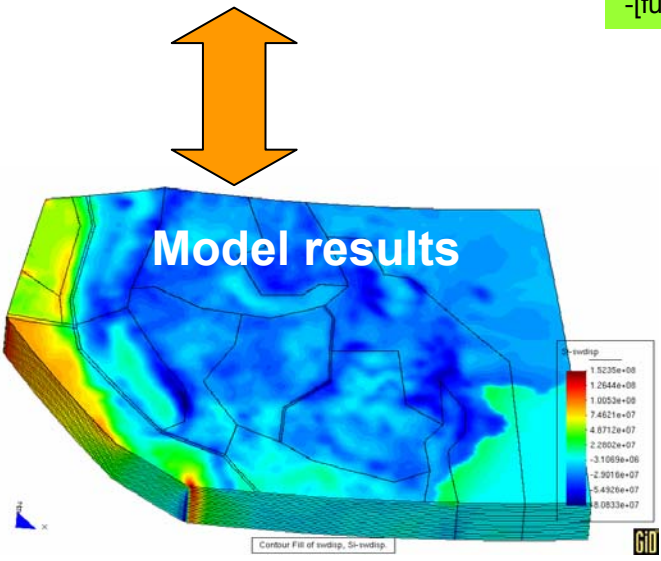 -[fu
Model results
Si-swdisp
1.5235e+08
1.2644e+08
1.0053e+08
7.4621e+07
4.8712e+07
2.2802e+07
-3.1069e+06
-2.9016e+07
-5.4926e+07
-8.0833e+07
x
Contour Fill of swdisp, Si-swdisp.
GiD